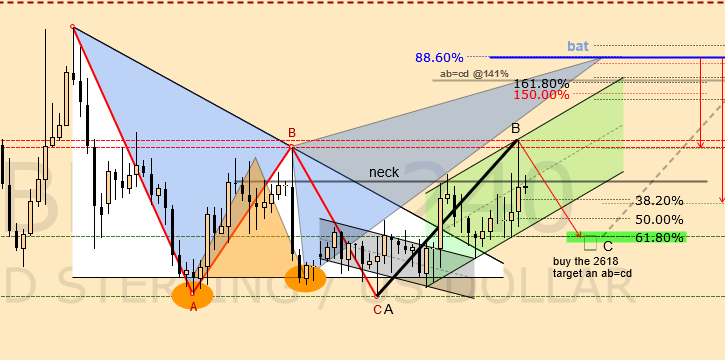 bat
88.60%
ab=cd @141%
161.80%
150.00%
B
B
neck
240
38.20%
50.00%
61.80%
C
buy the 2618
target an ab=cd
D STERLING / US DOLLAR
A
C A